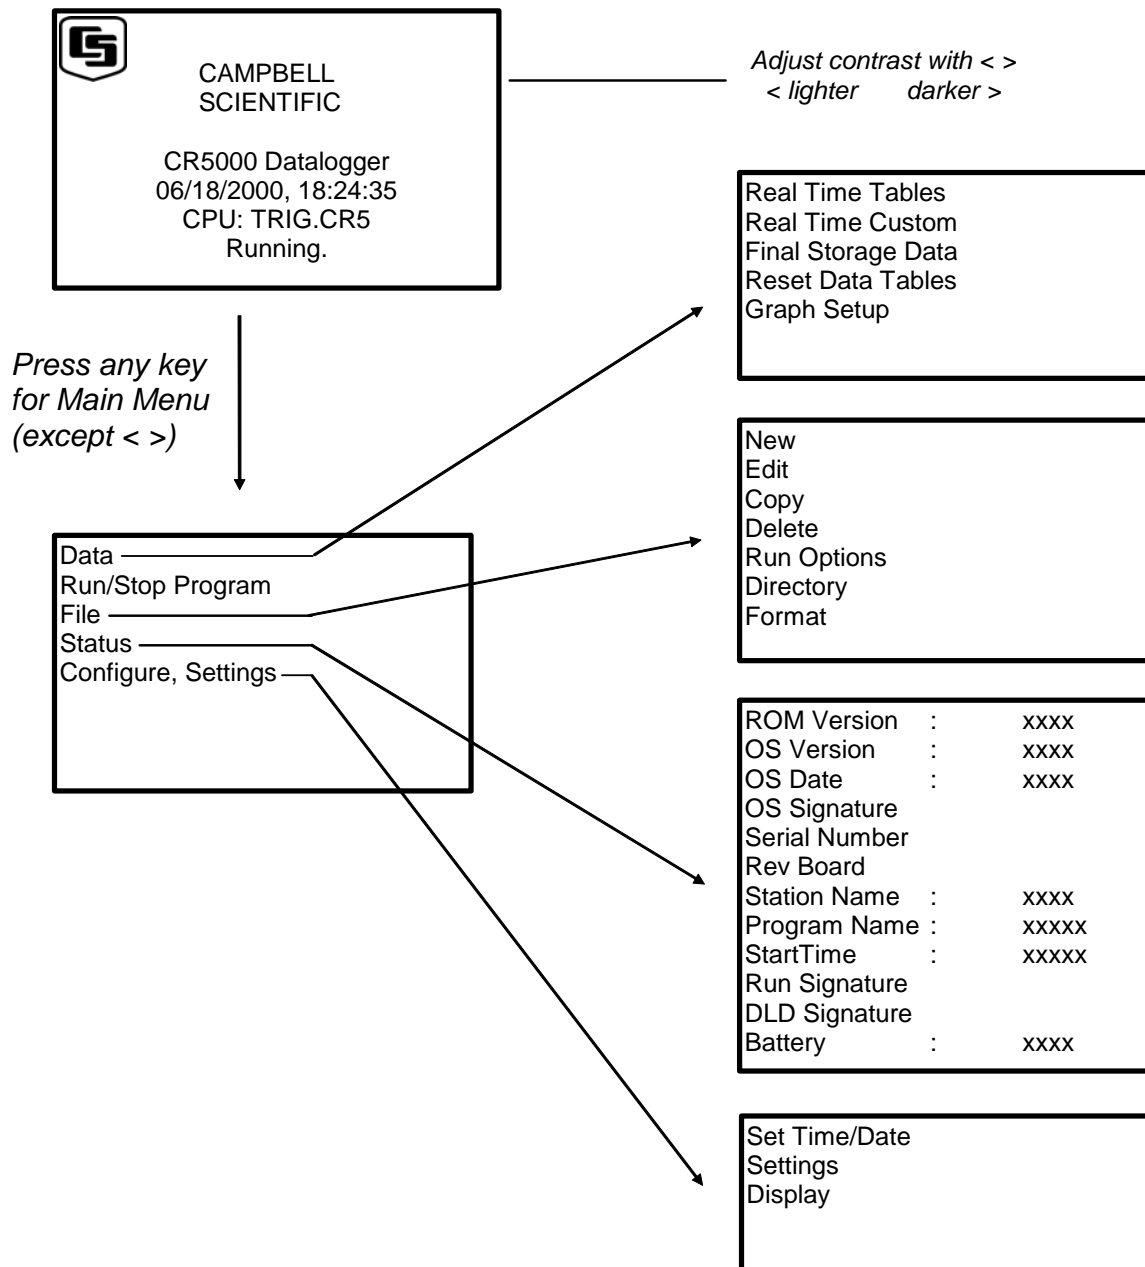 CS
CAMPBELL
SCIENTIFIC
CR5000 Datalogger
06/18/2000, 18:24:35
CPU: TRIG.CR5
Running.
Adjust contrast with < >
< lighter darker >
Press any key
for Main Menu
(except < >)
Data
Run/Stop Program
File
Status
Configure, Settings
Real Time Tables
Real Time Custom
Final Storage Data
Reset Data Tables
Graph Setup
New
Edit
Copy
Delete
Run Options
Directory
Format
ROM Version : xxxx
OS Version : xxxx
OS Date : xxxx
OS Signature
Serial Number
Rev Board
Station Name : xxxx
Program Name : xxxxx
StartTime : xxxxx
Run Signature
DLD Signature
Battery : xxxx
Set Time/Date
Settings
Display